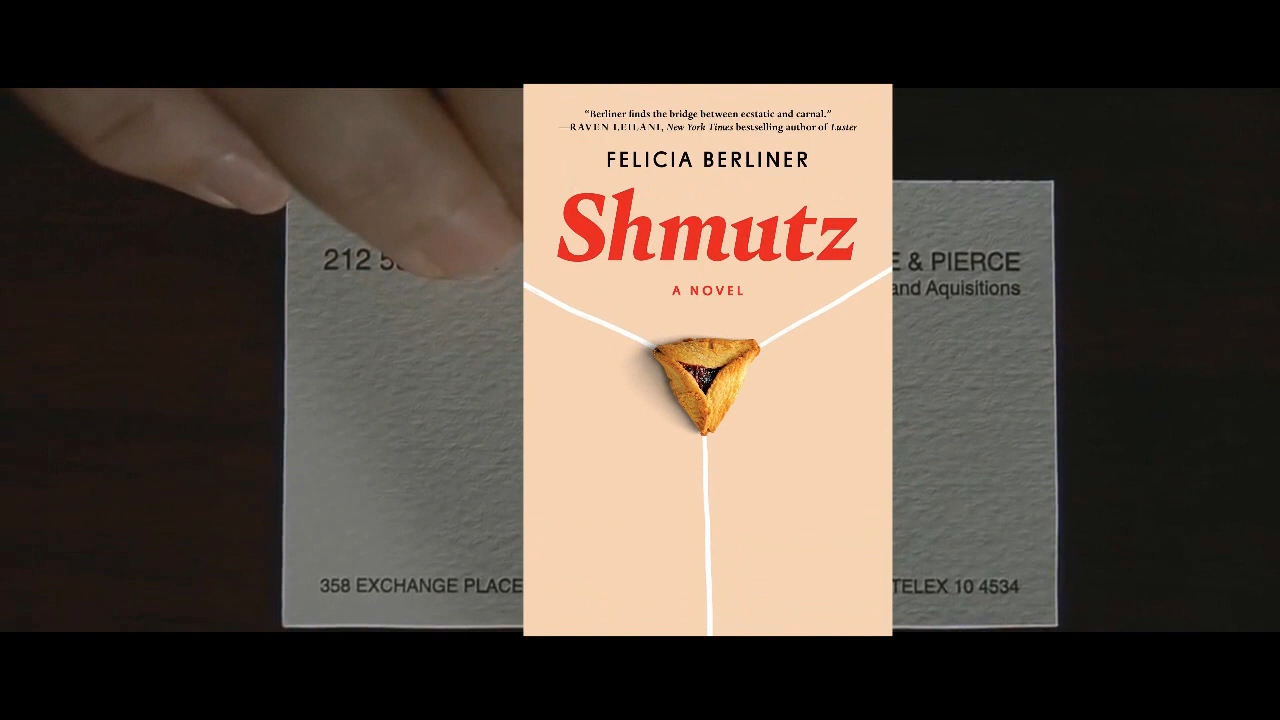 "Berliner finds the bridge between ecstatic and carnal."
—RAVEN LEILANI, New York Times bestselling author of Luster
FELICIA BERLINER
Shmutz
A NOVEL
212 5
& PIERCE
and Aquisitions
358 EXCHANGE PLACE
TELEX 10 4534